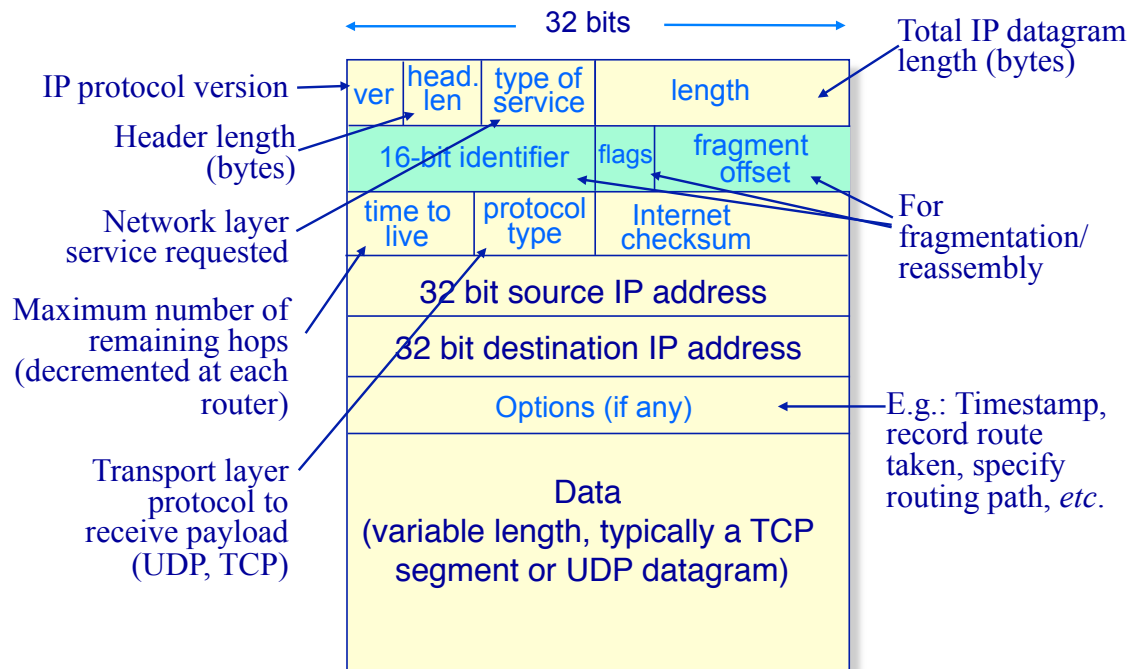 32 bits
Total IP datagram
length (bytes)
IP protocol version
ver
head.
len
type of
service
length
Header length
(bytes)
16-bit identifier
flags
fragment
offset
Network layer
service requested
time to
live
protocol
type
Internet
checksum
For
fragmentation/
reassembly
32 bit source IP address
Maximum number of
remaining hops
(decremented at each
router)
32 bit destination IP address
Options (if any)
E.g.: Timestamp,
record route
taken, specify
routing path, etc.
Transport layer
protocol to
receive payload
(UDP, TCP)
Data
(variable length, typically a TCP
segment or UDP datagram)